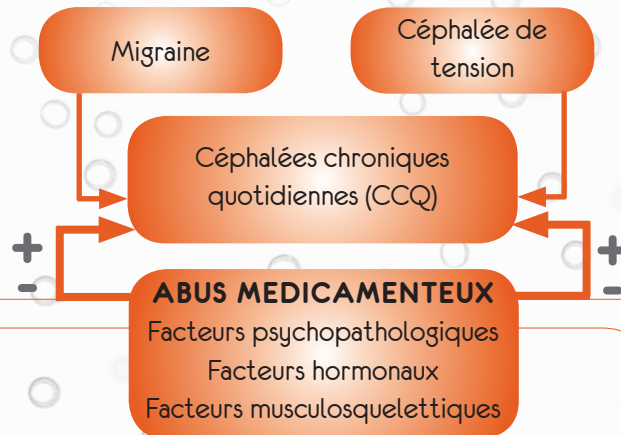 Migraine
Céphalée de
tension
Céphalées chroniques
quotidiennes (CCQ)
+
-
+
-
ABUS MEDICAMENTEUX
Facteurs psychopathologiques
Facteurs hormonaux
Facteurs musculosquelettiques